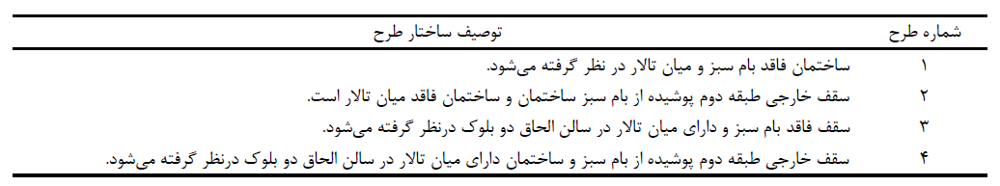 شماره طرح توصیف ساختار طرح
۱ ساختمان فاقد بام سبز و میان تالار در نظر گرفته می‌شود.
۲ سقف خارجی طبقه دوم پوشیده از بام سبز ساختمان و ساختمان فاقد میان تالار است.
۳ سقف فاقد بام سبز و دارای میان تالار در سالن الحاق دو بلوک درنظر گرفته می‌شود.
۴ سقف خارجی طبقه دوم پوشیده از بام سبز و ساختمان دارای میان تالار در سالن الحاق دو بلوک درنظر گرفته می‌شود.